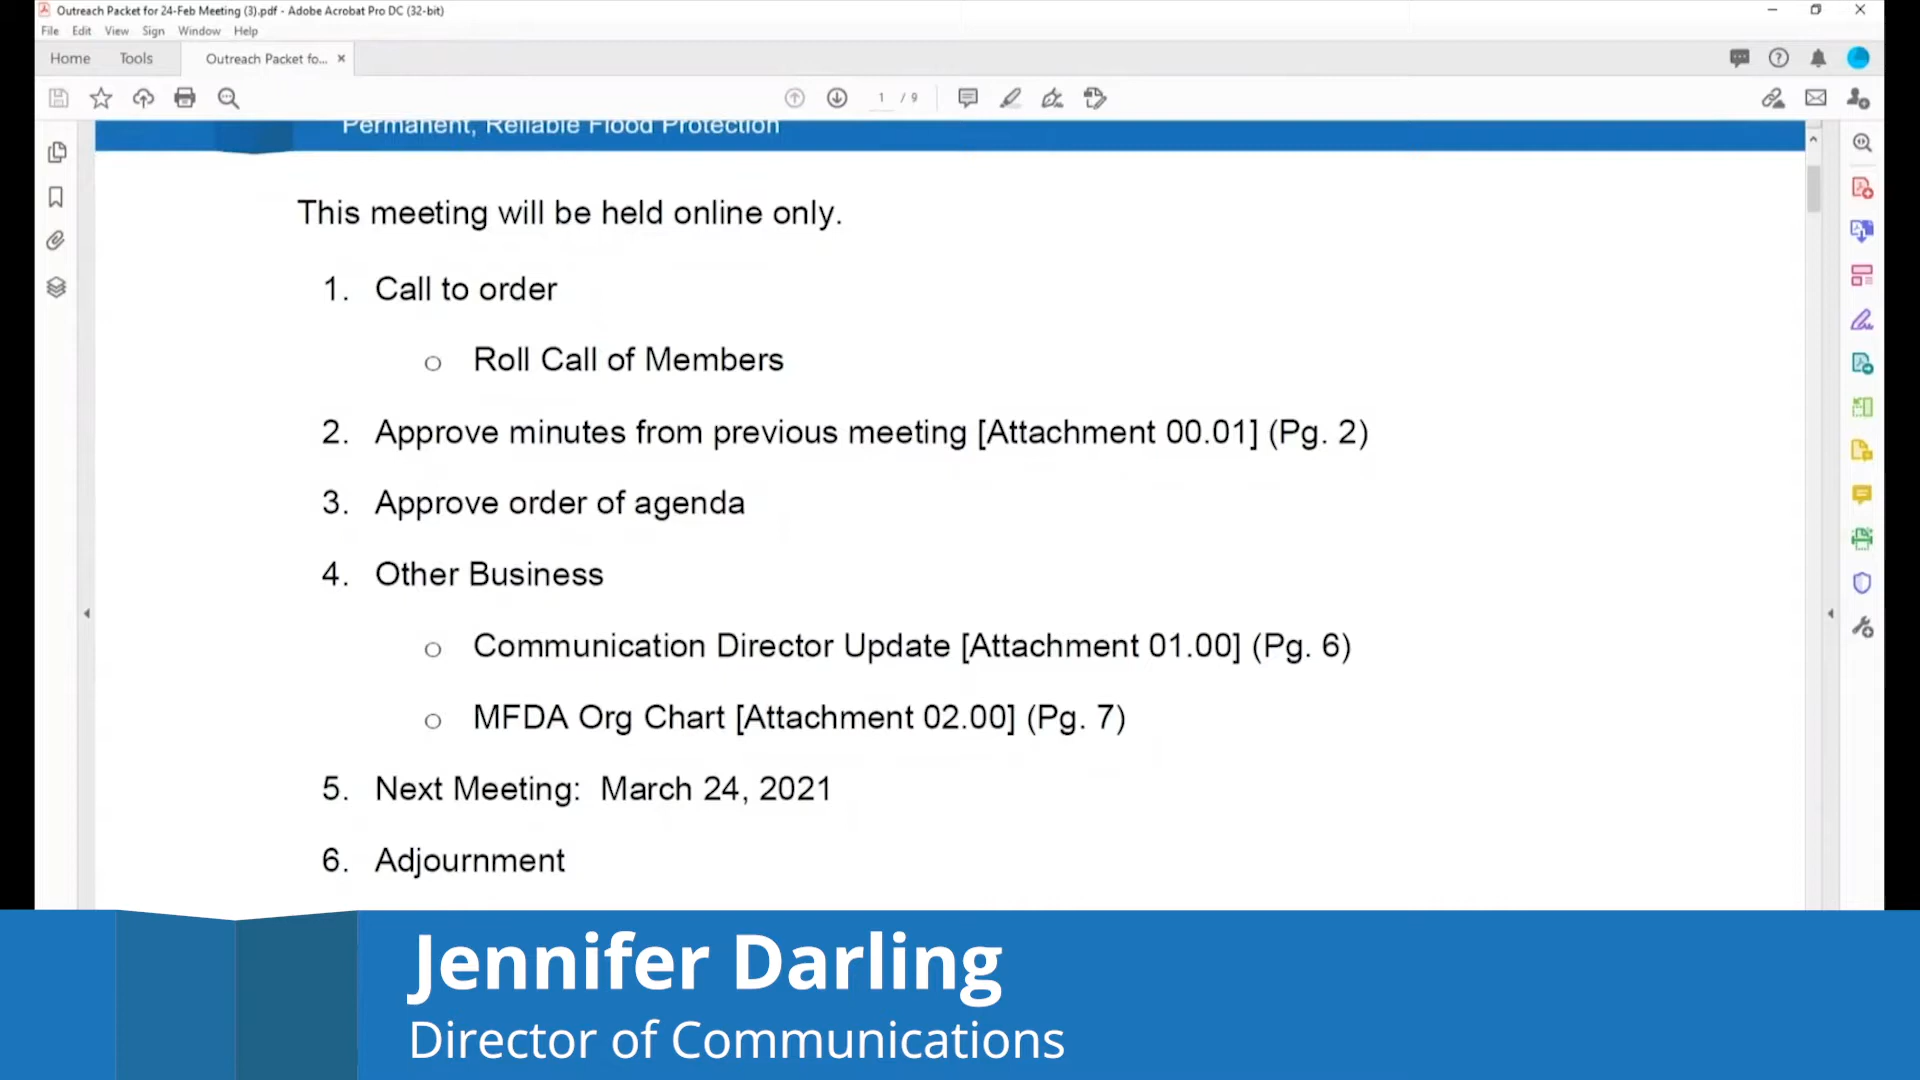 Outreach Packet for 24-Feb Meeting (3).pdf - Adobe Acrobat Pro DC (32-bit)
File Edit View Sign Window Help
Home Tools Outreach Packet fo... ×
1 / 9
Permanent, Reliable Flood Protection
This meeting will be held online only.
1. Call to order
o Roll Call of Members
2. Approve minutes from previous meeting [Attachment 00.01] (Pg. 2)
3. Approve order of agenda
4. Other Business
o Communication Director Update [Attachment 01.00] (Pg. 6)
o MFDA Org Chart [Attachment 02.00] (Pg. 7)
5. Next Meeting: March 24, 2021
6. Adjournment
Jennifer Darling
Director of Communications